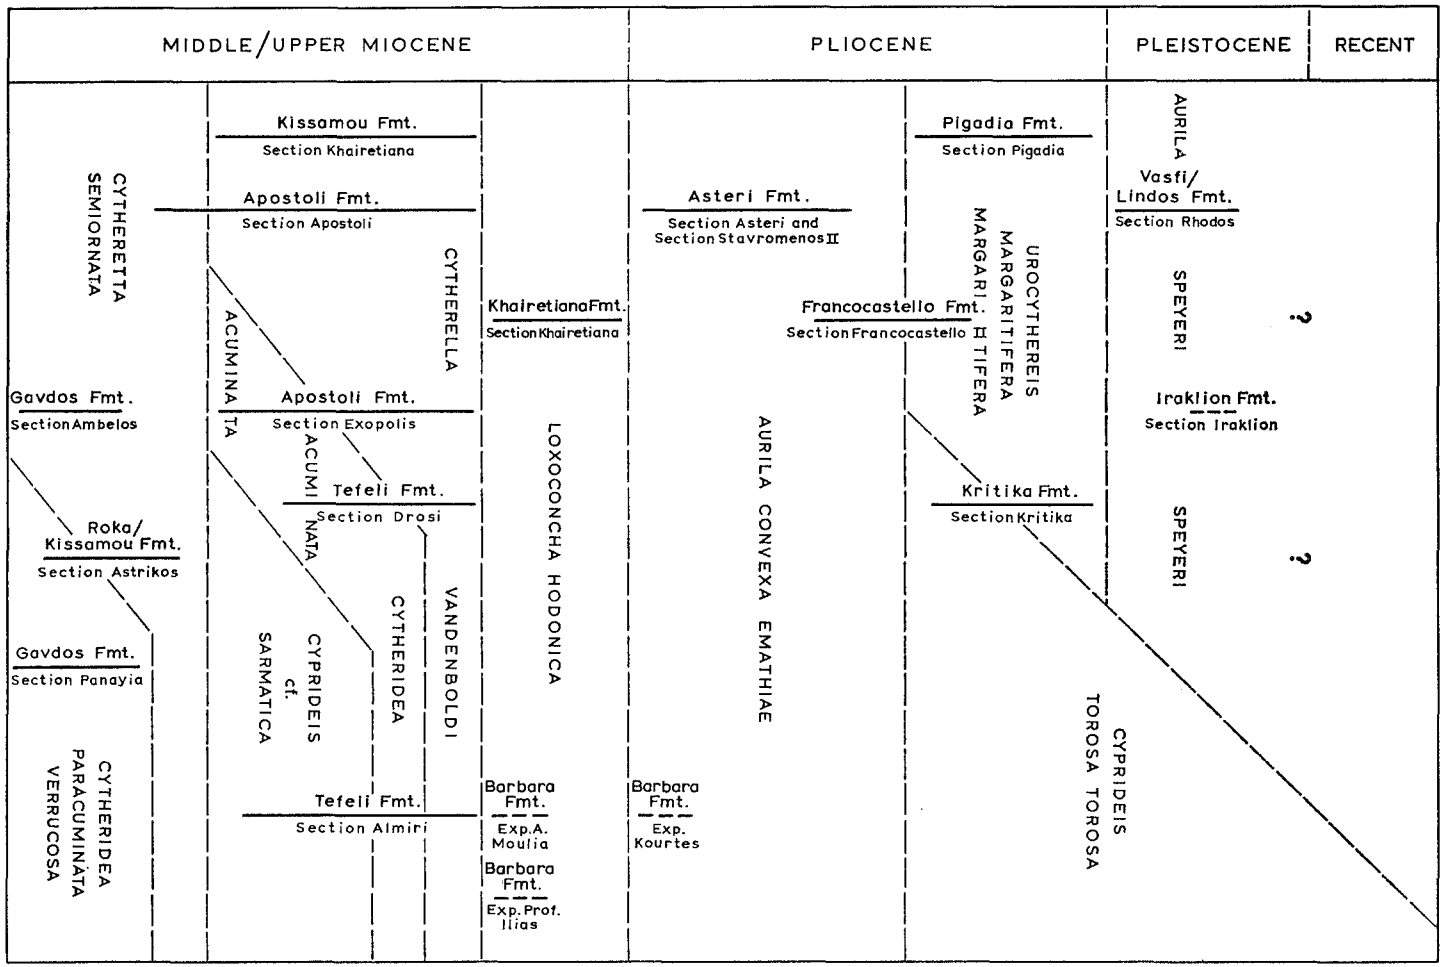 MIDDLE/UPPER MIOCENE
PLIOCENE
PLEISTOCENE
RECENT
Kissamou Fmt.
Section Khairetiana
Pigadia Fmt.
Section Pigadia
AURILA
SPEYERI
SPEYERI
CYTHERETTA
SEMIORNATA
Apostoli Fmt.
Section Apostoli
Asteri Fmt.
Section Asteri and
Section Stavromenos II
Vasfi/
Lindos Fmt.
Section Rhodos
UROCYTHEREIS
MARGARITIFERA
MARGARI TIFERA
CYTHERELLA
VANDENBOLDI
ACUMINATA
Khairetiana Fmt.
Section Khairetiana
Francocastello Fmt.
Section Francocastello II
?
Gavdos Fmt.
Section Ambelos
Apostoli Fmt.
Section Exopolis
Iraklion Fmt.
Section Iraklion
ACUMI NATA
LOXOCONCHA HODONICA
AURILA CONVEXA EMATHIAE
Tefeli Fmt.
Section Drosi
Kritika Fmt.
Section Kritika
Roka/
Kissamou Fmt.
Section Astrikos
?
CYTHERIDEA
Gavdos Fmt.
Section Panayia
CYPRIDEIS
cf.
SARMATICA
CYPRIDEIS
TOROSA TOROSA
CYTHERIDEA
PARACUMINATA
VERRUCOSA
Tefeli Fmt.
Section Almiri
Barbara
Fmt.
Exp. A.
Moulia
Barbara
Fmt.
Exp.
Kourtes
Barbara
Fmt.
Exp. Prof.
Ilias